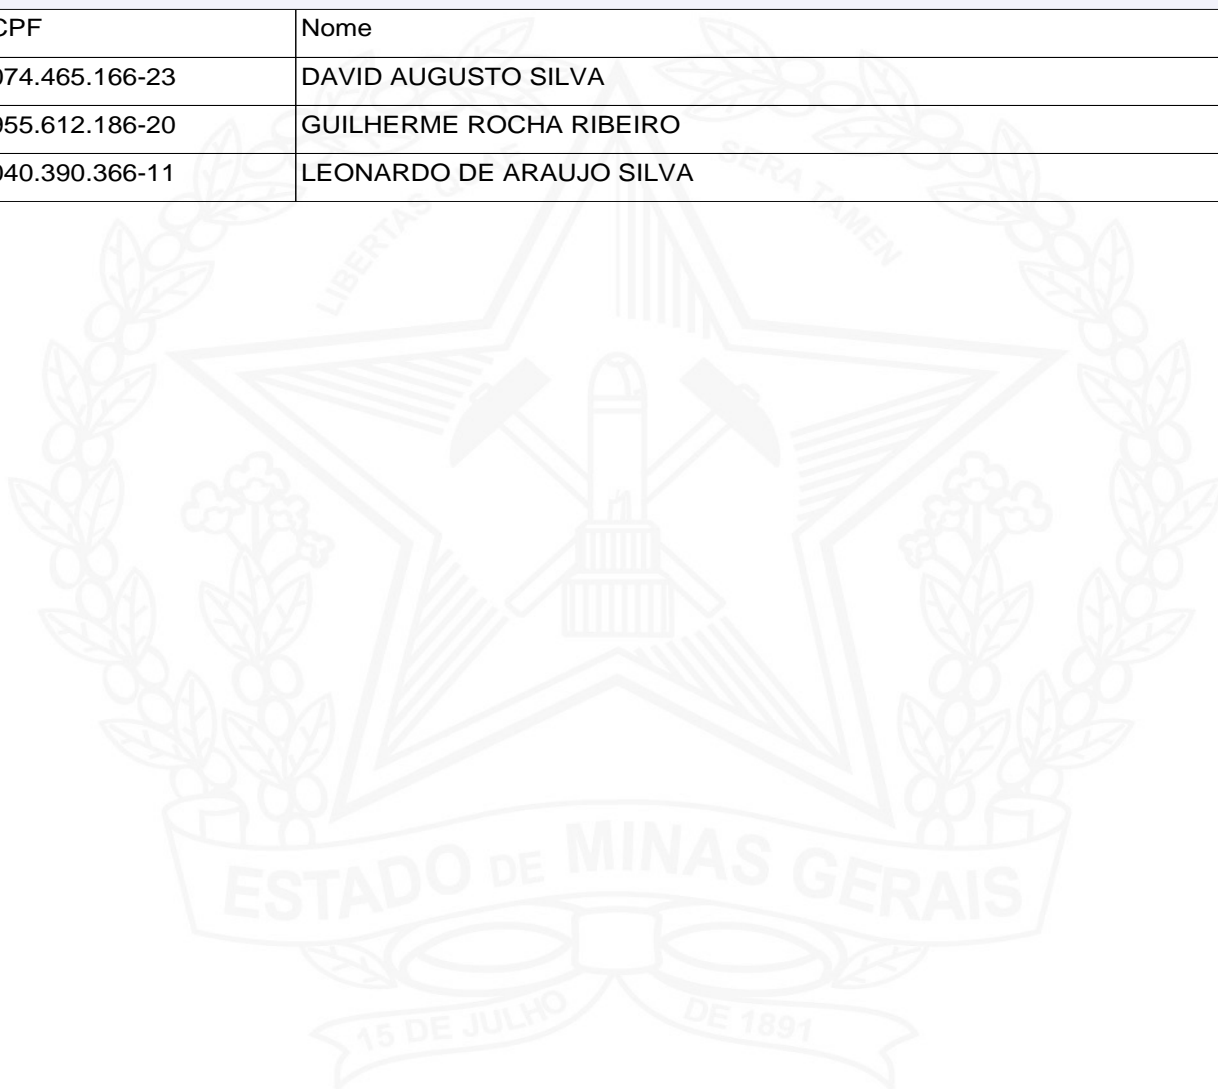 CPF Nome
074.465.166-23 DAVID AUGUSTO SILVA
055.612.186-20 GUILHERME ROCHA RIBEIRO
040.390.366-11 LEONARDO DE ARAUJO SILVA
LIBERTAS QUE SERA TAMEN
ESTADO DE MINAS GERAIS
15 DE JULHO DE 1891